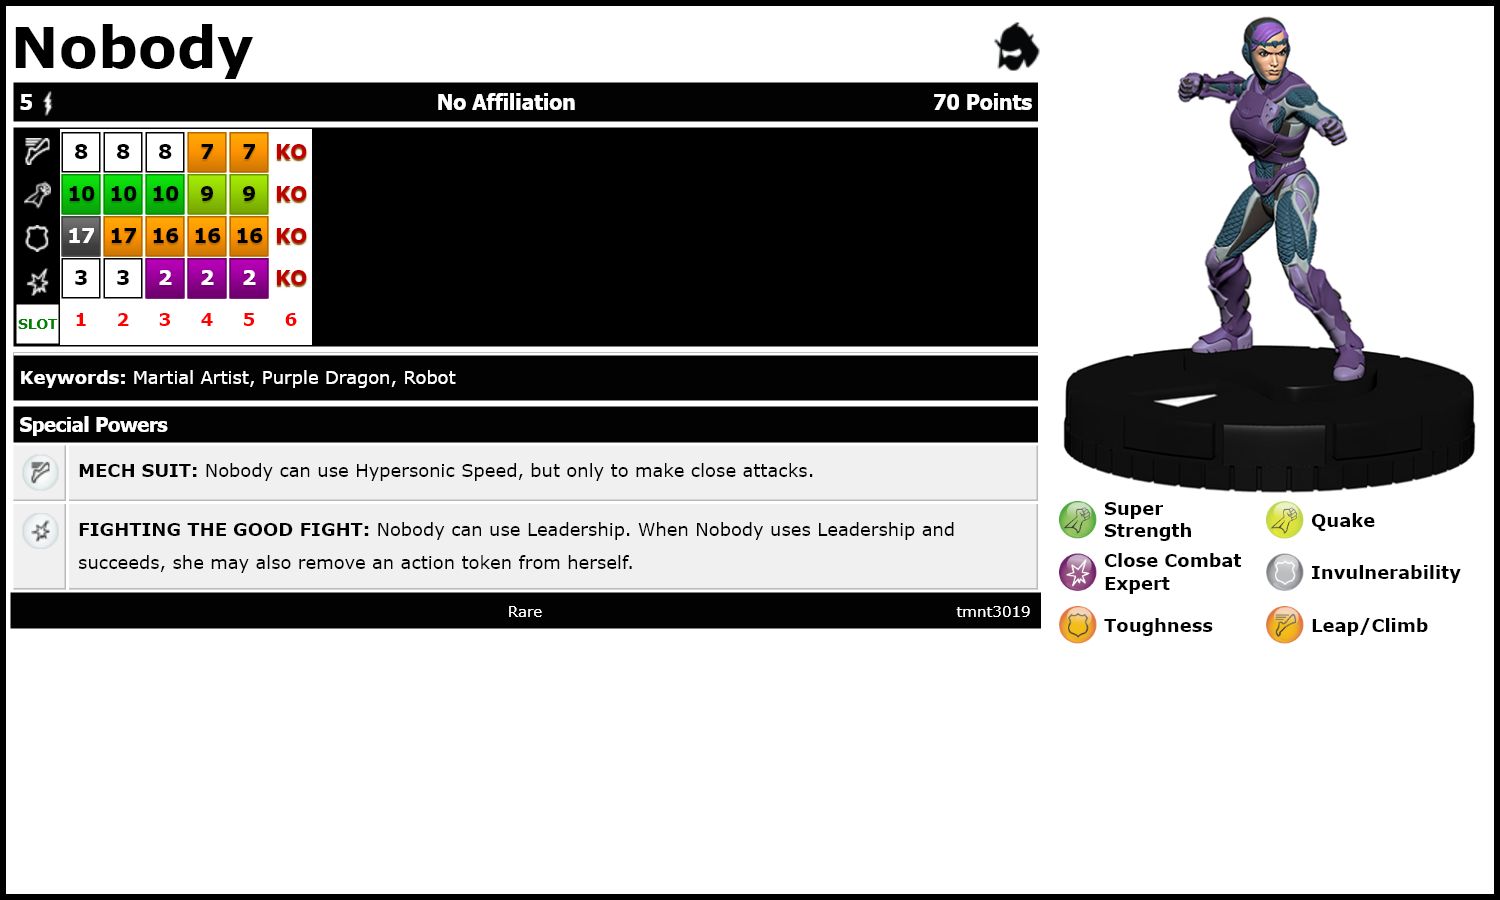 Nobody
5 No Affiliation 70 Points
8 8 8 7 7 KO
10 10 10 9 9 KO
17 17 16 16 16 KO
3 3 2 2 2 KO
SLOT 1 2 3 4 5 6
Keywords: Martial Artist, Purple Dragon, Robot
Special Powers
MECH SUIT: Nobody can use Hypersonic Speed, but only to make close attacks.
FIGHTING THE GOOD FIGHT: Nobody can use Leadership. When Nobody uses Leadership and
succeeds, she may also remove an action token from herself.
Rare tmnt3019
Super
Strength
Quake
Close Combat
Expert
Invulnerability
Toughness
Leap/Climb